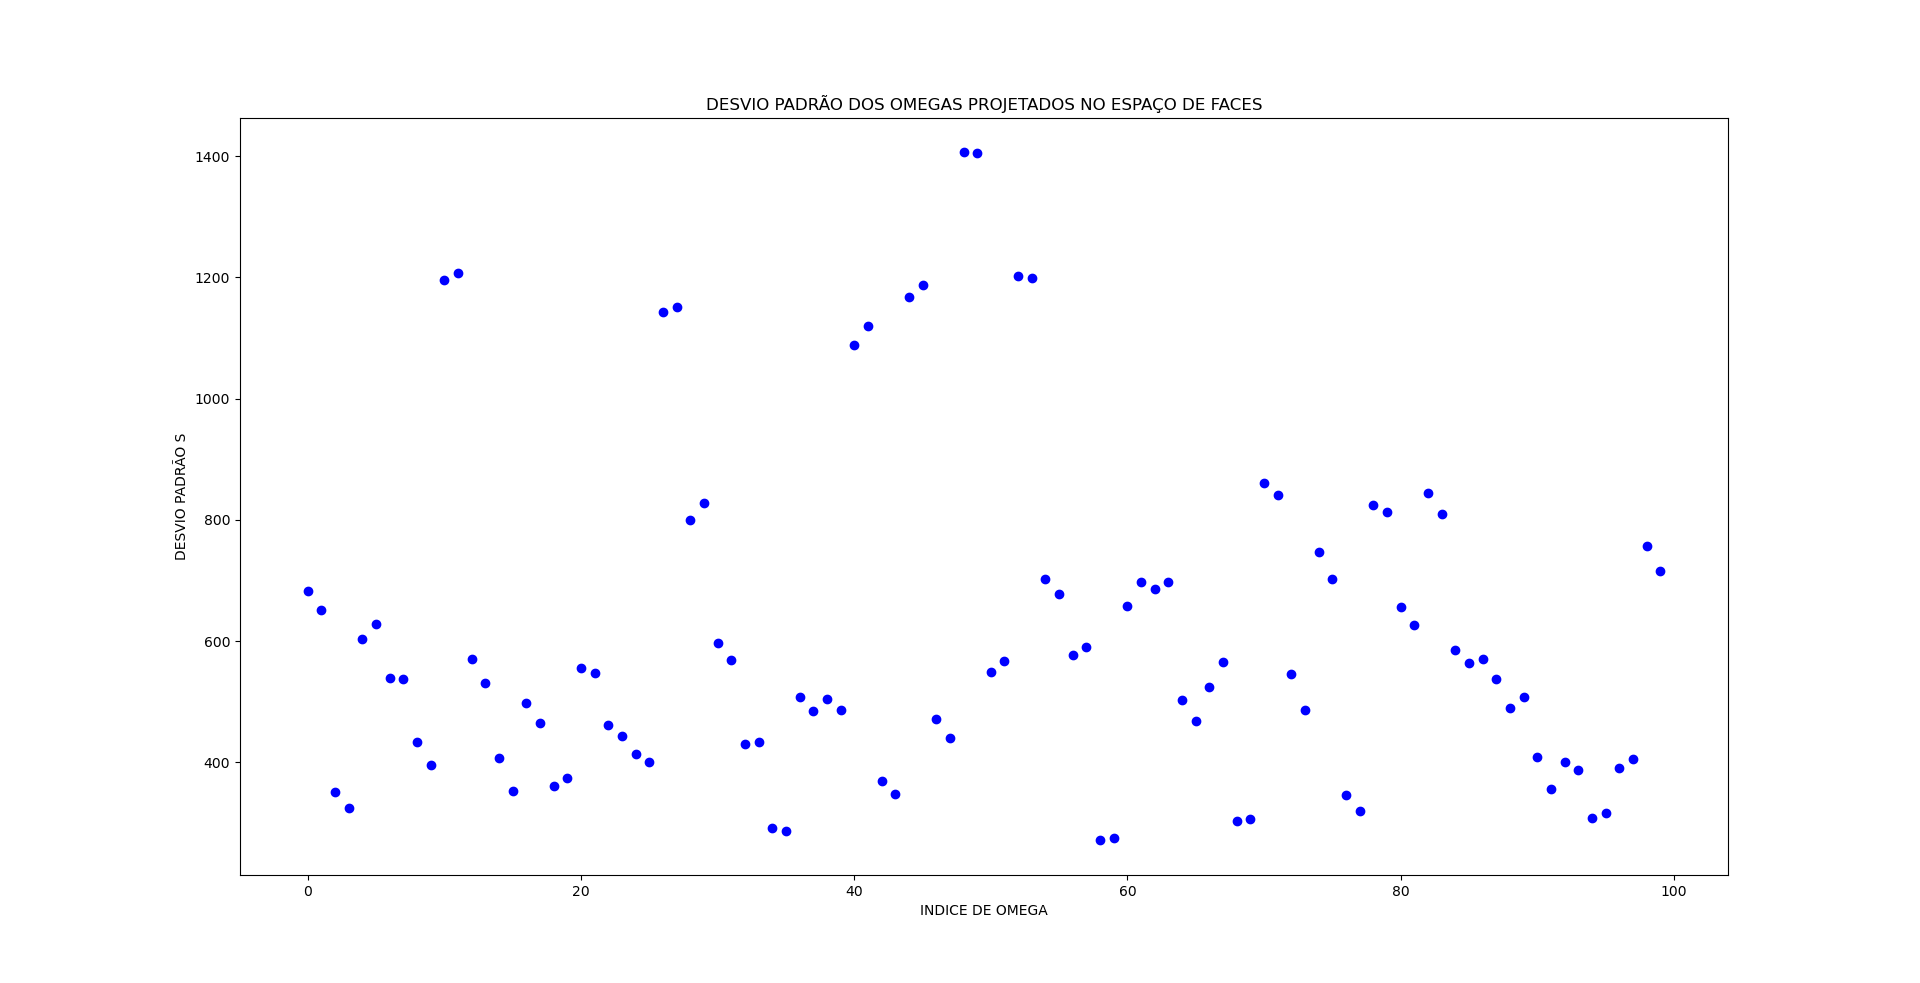 DESVIO PADRÃO DOS OMEGAS PROJETADOS NO ESPAÇO DE FACES
DESVIO PADRÃO S
1400
1200
1000
800
600
400
0 20 40 60 80 100
INDICE DE OMEGA